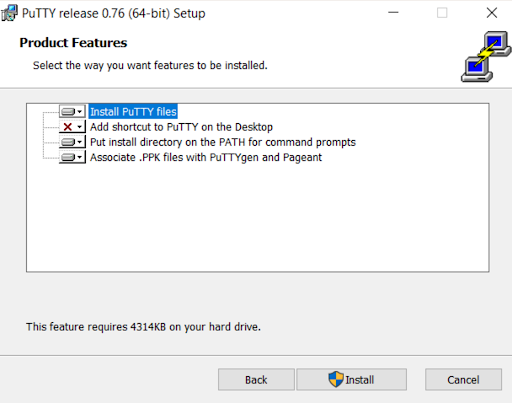 PuTTY release 0.76 (64-bit) Setup
Product Features
Select the way you want features to be installed.
Install PuTTY files
Add shortcut to PuTTY on the Desktop
Put install directory on the PATH for command prompts
Associate .PPK files with PuTTYgen and Pageant
This feature requires 4314KB on your hard drive.
Back Install Cancel